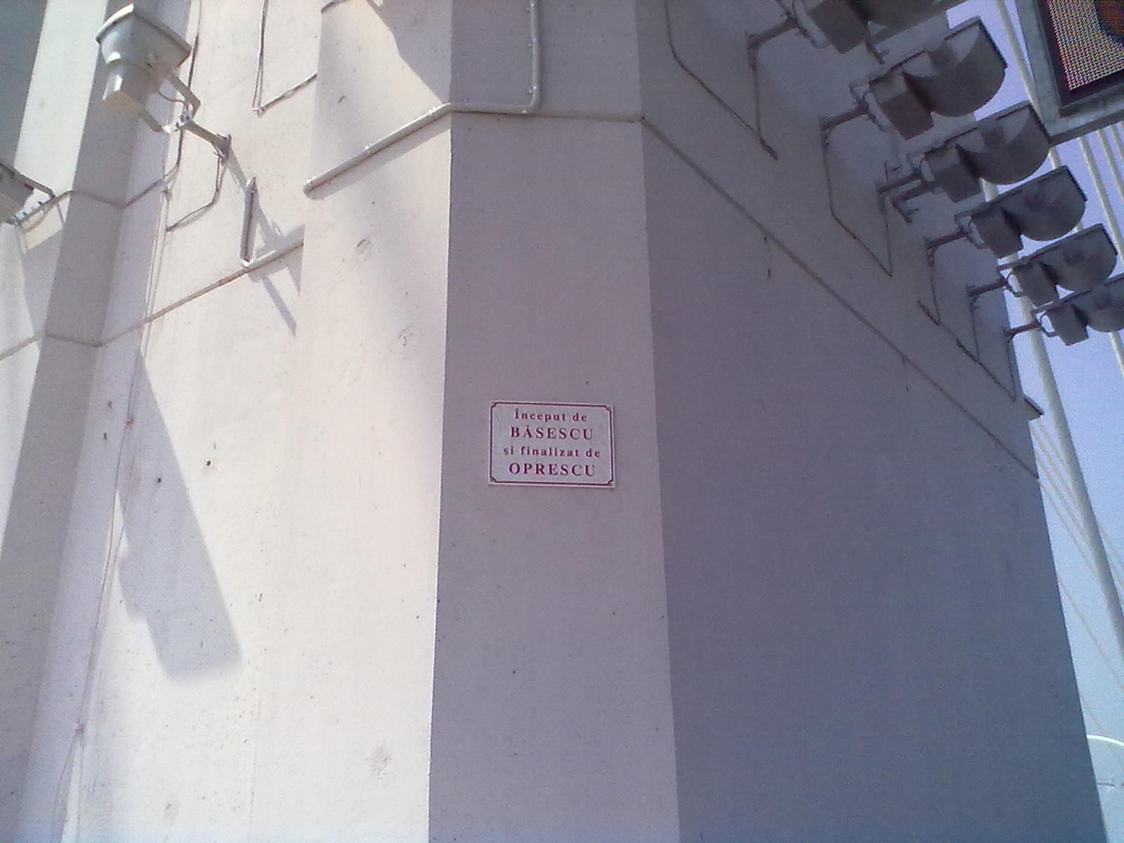 Început de
BĂSESCU
și finalizat de
OPRESCU